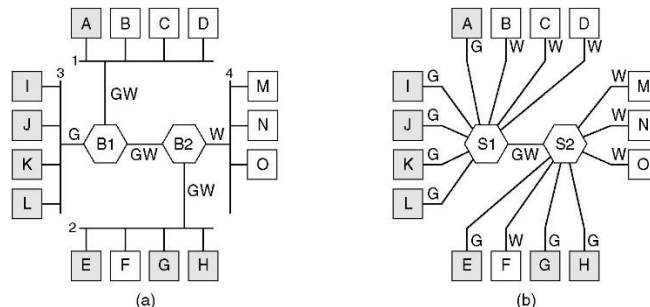 A B C D
1
GW
3
I
J
K
L
G
B1
GW
B2
W
4
M
N
O
GW
2
E F G H
(a)
A B C D
G W W W
I G
J G
K G
L G
S1
GW
S2
W M
W N
W O
G W G G
E F G H
(b)